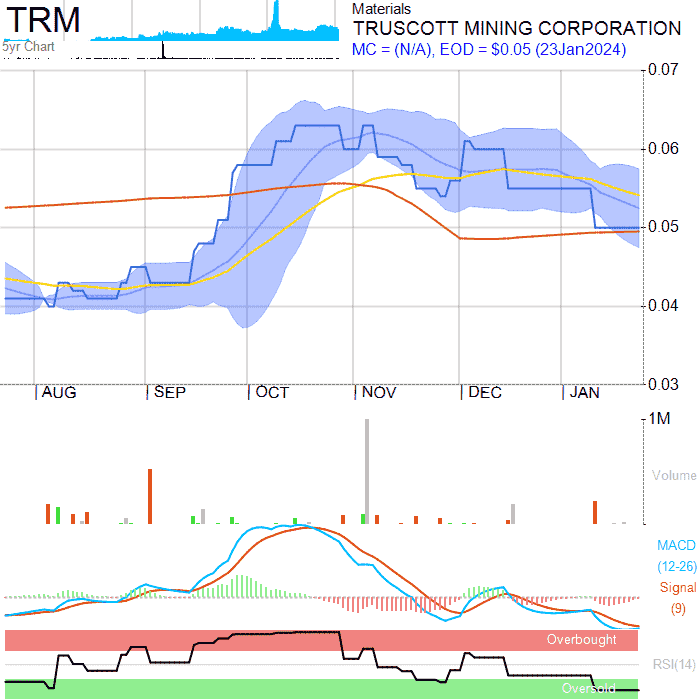 TRM
5yr Chart
Materials
TRUSCOTT MINING CORPORATION
MC = (N/A), EOD = $0.05 (23Jan2024)
0.07
0.06
0.05
0.04
0.03
AUG SEP OCT NOV DEC JAN
1M
Volume
MACD
(12-26)
Signal
(9)
Overbought
RSI(14)
Oversold